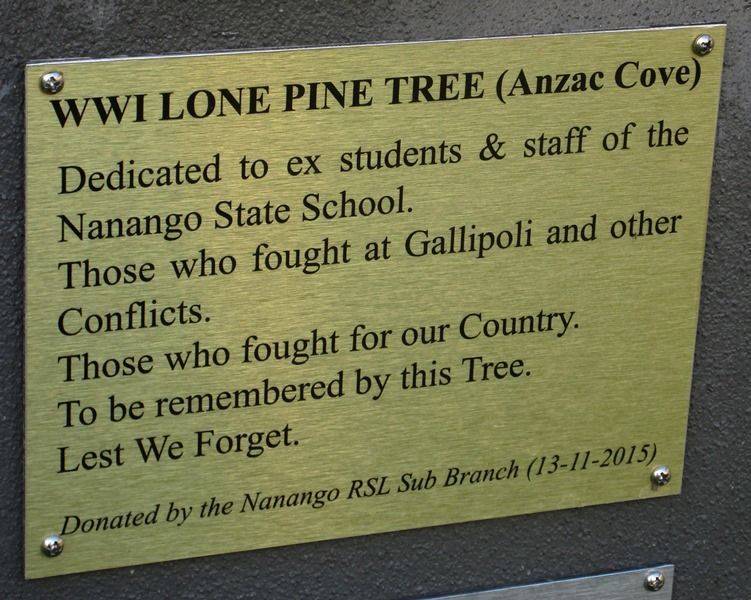 WWI LONE PINE TREE (Anzac Cove)
Dedicated to ex students & staff of the
Nanango State School.
Those who fought at Gallipoli and other
Conflicts.
Those who fought for our Country.
To be remembered by this Tree.
Lest We Forget.
Donated by the Nanango RSL Sub Branch (13-11-2015)